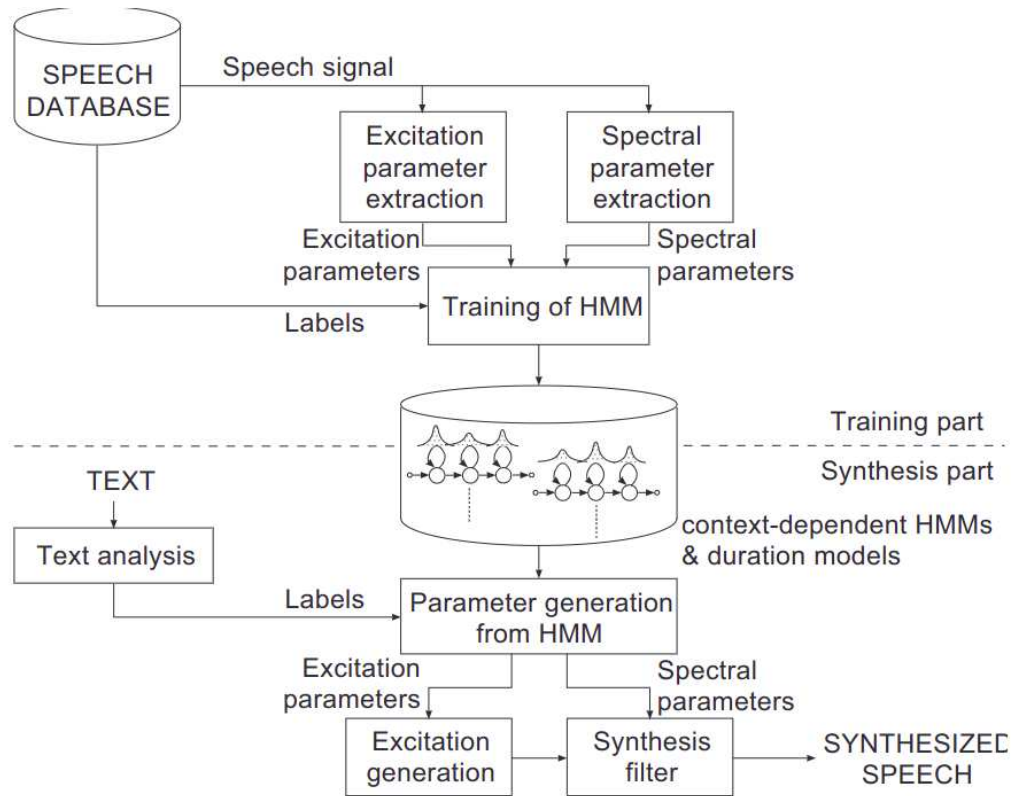 SPEECH
DATABASE
Speech signal
Excitation
parameter
extraction
Spectral
parameter
extraction
Excitation
parameters
Spectral
parameters
Training of HMM
Labels
Training part
Synthesis part
context-dependent HMMs
& duration models
TEXT
Text analysis
Labels
Parameter generation
from HMM
Excitation
parameters
Spectral
parameters
Excitation
generation
Synthesis
filter
SYNTHESIZED
SPEECH